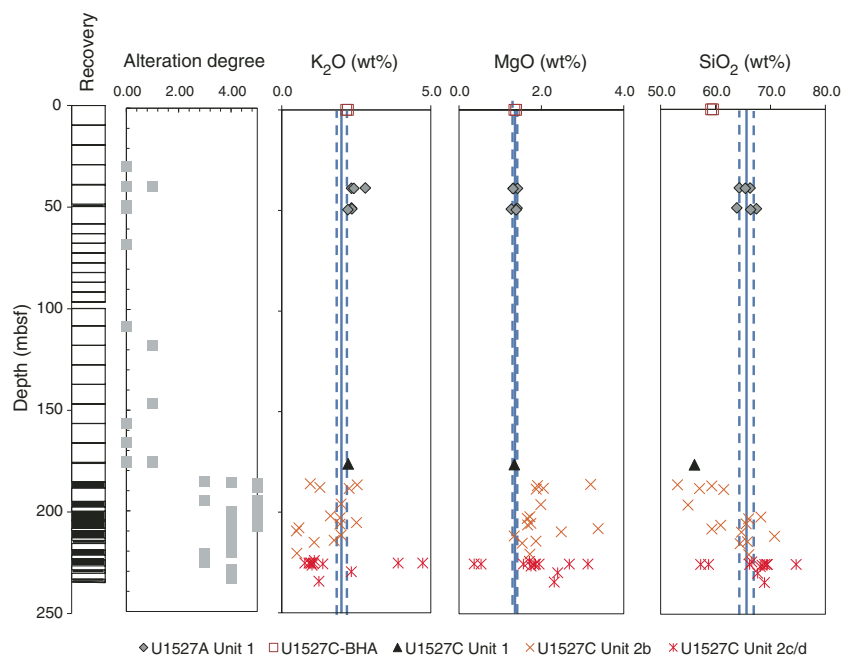 Recovery
Alteration degree
K2O (wt%)
MgO (wt%)
SiO2 (wt%)
0.00 2.00 4.00
0.0 5.0
0.0 2.0 4.0
50.0 60.0 70.0 80.0
Depth (mbsf)
0
50
100
150
200
250
U1527A Unit 1 U1527C-BHA U1527C Unit 1 U1527C Unit 2b U1527C Unit 2c/d